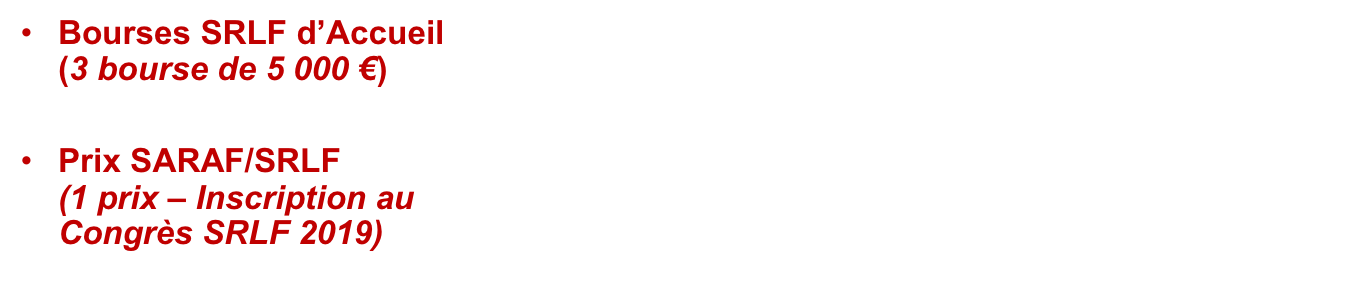 • Bourses SRLF d’Accueil
(3 bourse de 5 000 €)
• Prix SARAF/SRLF
(1 prix – Inscription au
Congrès SRLF 2019)